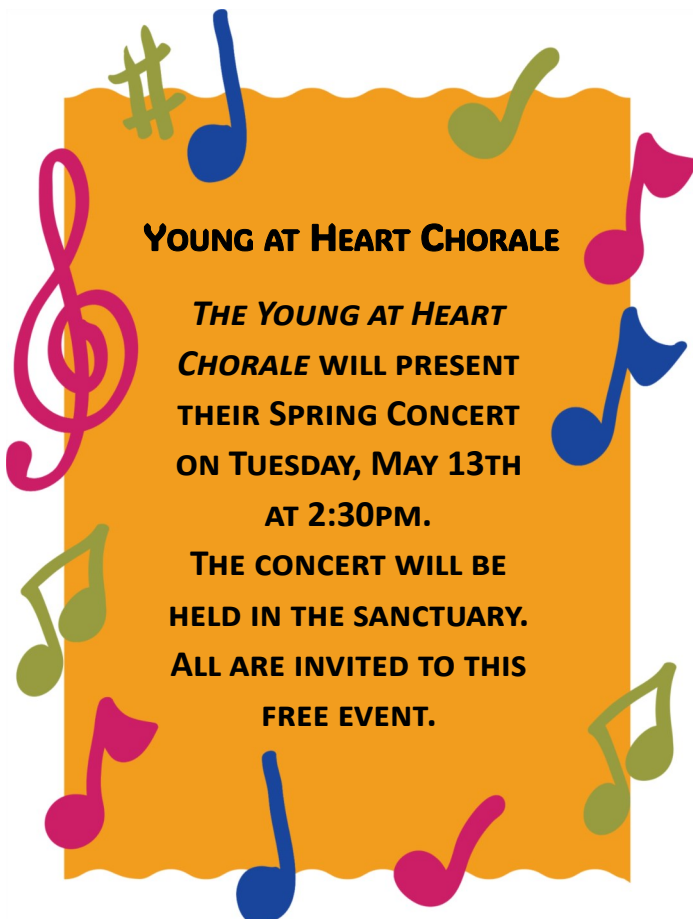 Young at Heart Chorale
The Young at Heart
Chorale will present
their Spring Concert
on Tuesday, May 13th
at 2:30pm.
The concert will be
held in the sanctuary.
All are invited to this
free event.